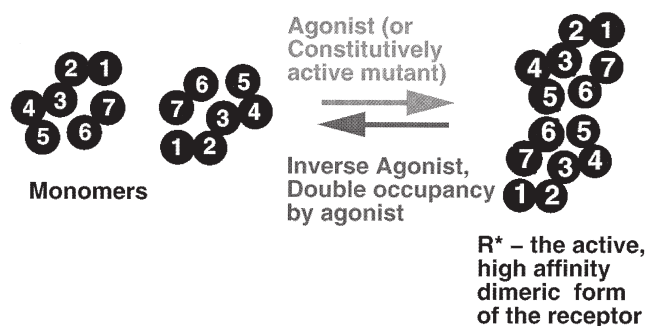 2 1
4 3 7
5 6
6 5
7 3 4
1 2
Monomers
Agonist (or
Constitutively
active mutant)
Inverse Agonist,
Double occupancy
by agonist
2 1
4 3 7
5 6
6 5
7 3 4
1 2
R* – the active,
high affinity
dimeric form
of the receptor